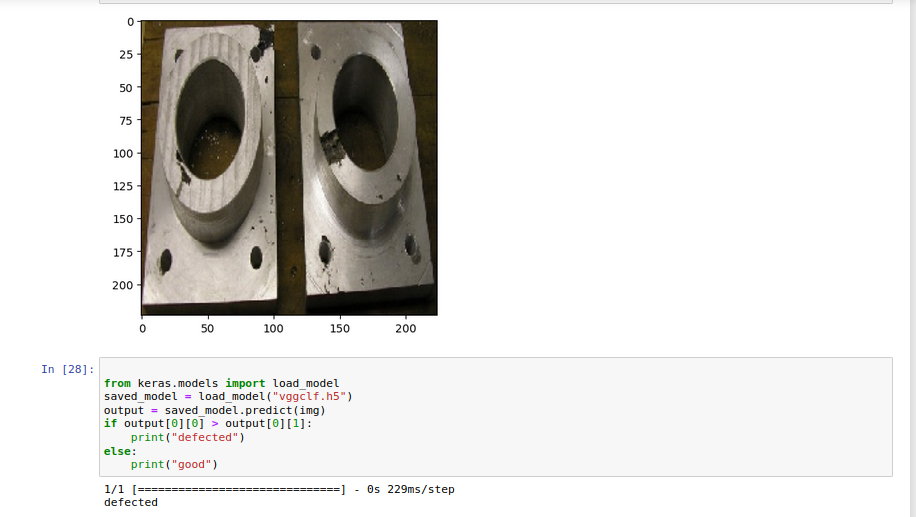 0
25
50
75
100
125
150
175
200
0 50 100 150 200
In [28]:
from keras.models import load_model
saved_model = load_model("vggclf.h5")
output = saved_model.predict(img)
if output[0][0] > output[0][1]:
    print("defected")
else:
    print("good")
1/1 [==============================] - 0s 229ms/step
defected